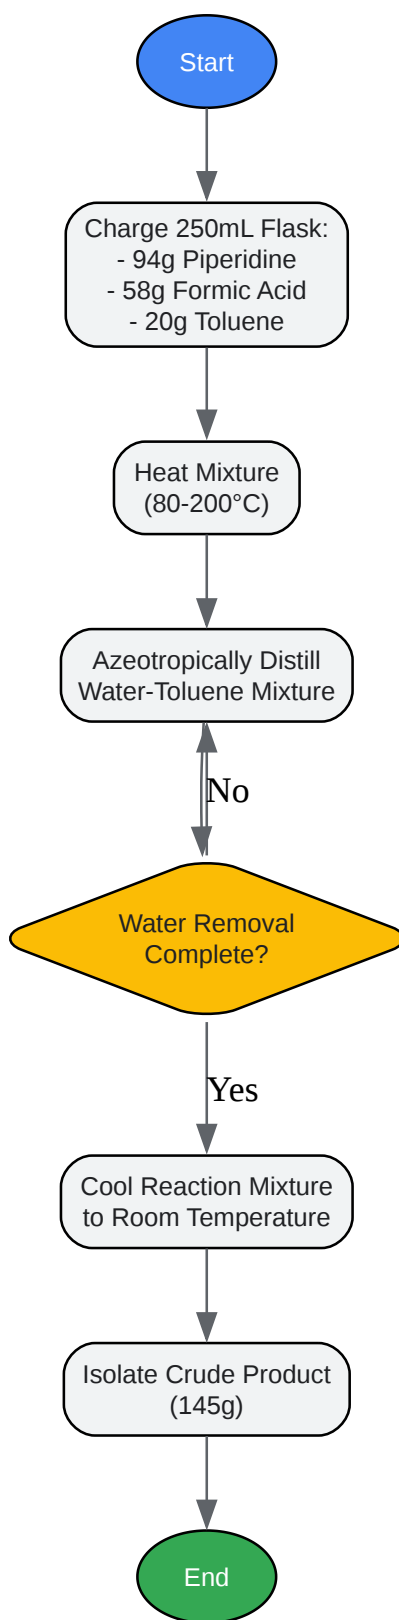 Start
Charge 250mL Flask:
- 94g Piperidine
- 58g Formic Acid
- 20g Toluene
Heat Mixture
(80-200°C)
Azeotropically Distill
Water-Toluene Mixture
No
Water Removal
Complete?
Yes
Cool Reaction Mixture
to Room Temperature
Isolate Crude Product
(145g)
End